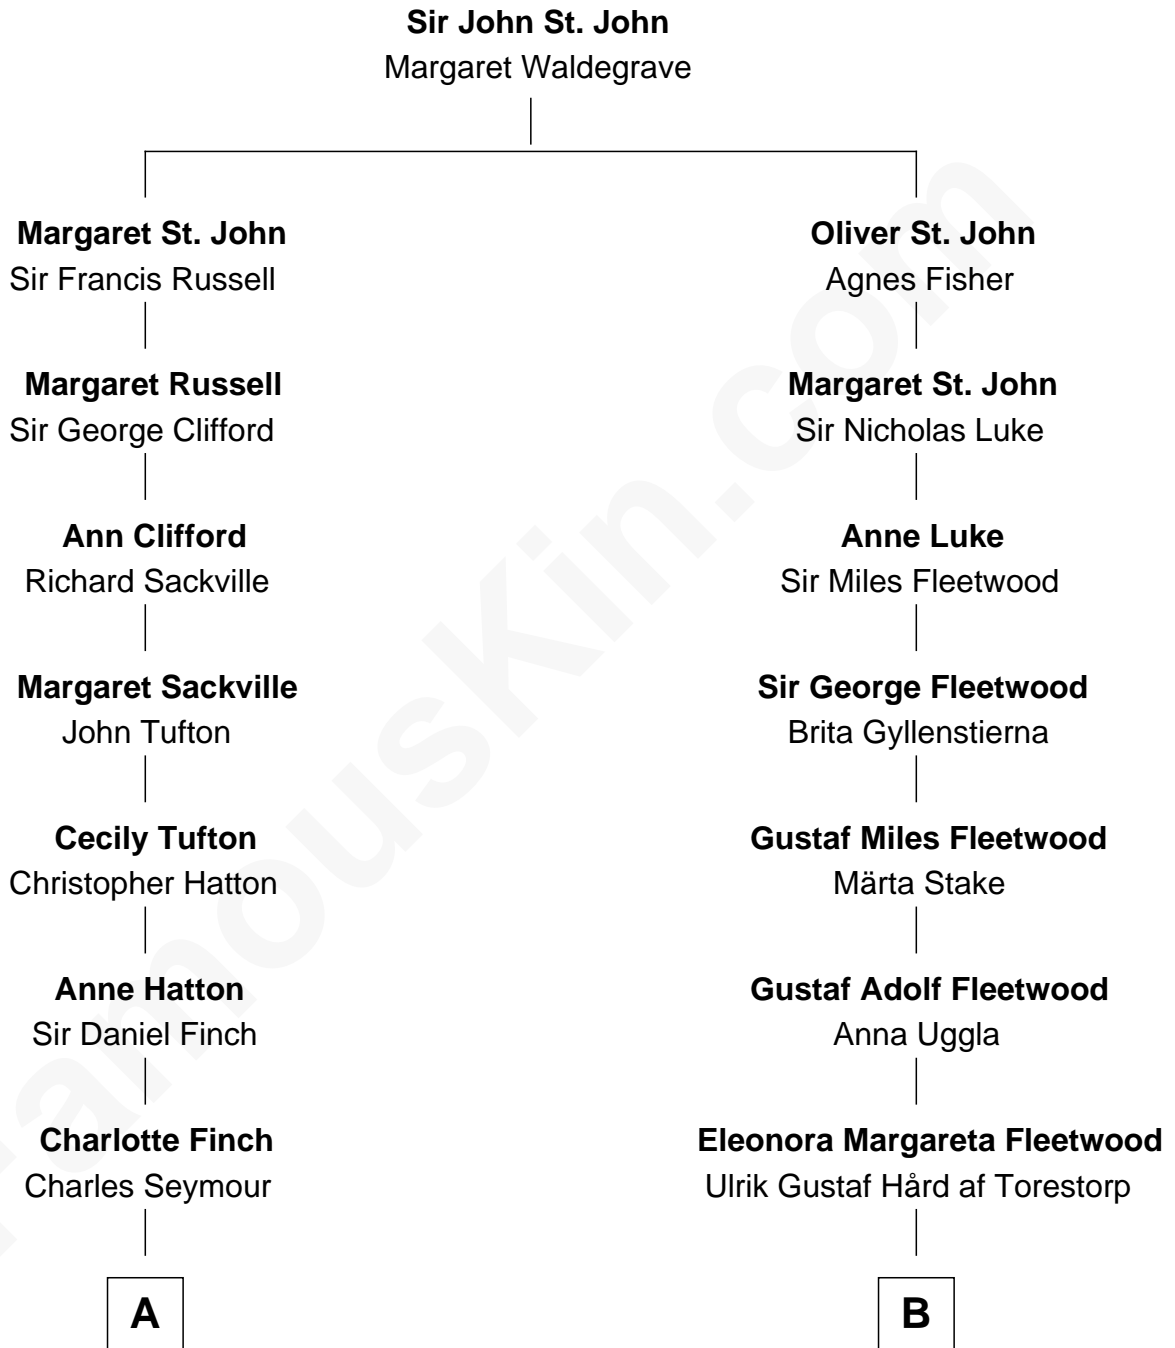 Sir John St. John
Margaret Waldegrave
Margaret St. John
Sir Francis Russell
Margaret Russell
Sir George Clifford
Ann Clifford
Richard Sackville
Margaret Sackville
John Tufton
Cecily Tufton
Christopher Hatton
Anne Hatton
Sir Daniel Finch
Charlotte Finch
Charles Seymour
A
Oliver St. John
Agnes Fisher
Margaret St. John
Sir Nicholas Luke
Anne Luke
Sir Miles Fleetwood
Sir George Fleetwood
Brita Gyllenstierna
Gustaf Miles Fleetwood
Märta Stake
Gustaf Adolf Fleetwood
Anna Uggla
Eleonora Margareta Fleetwood
Ulrik Gustaf Hård af Torestorp
B
FamousKin.com